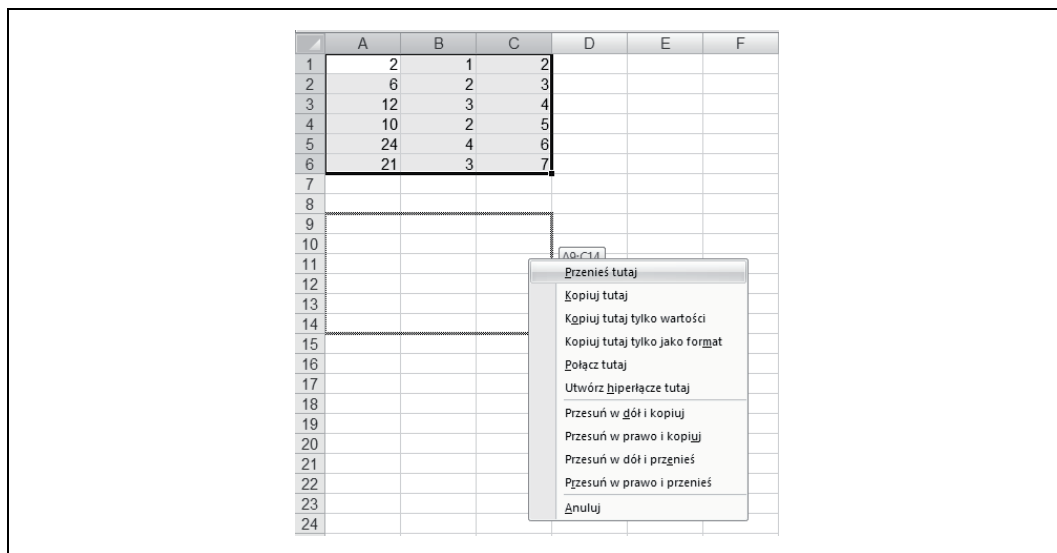 A B C D E F
1 2 1 2
2 6 2 3
3 12 3 4
4 10 2 5
5 24 4 6
6 21 3 7
7
8
9
10
A9:C14
11
Przenieś tutaj
12
Kopiuj tutaj
13
Kopiuj tutaj tylko wartości
14
Kopiuj tutaj tylko jako format
15
16
Połącz tutaj
17
Utwórz hiperłącze tutaj
18
Przesuń w dół i kopiuj
19
Przesuń w prawo i kopiuj
20
21
Przesuń w dół i przenieś
22
Przesuń w prawo i przenieś
23
Anuluj
24